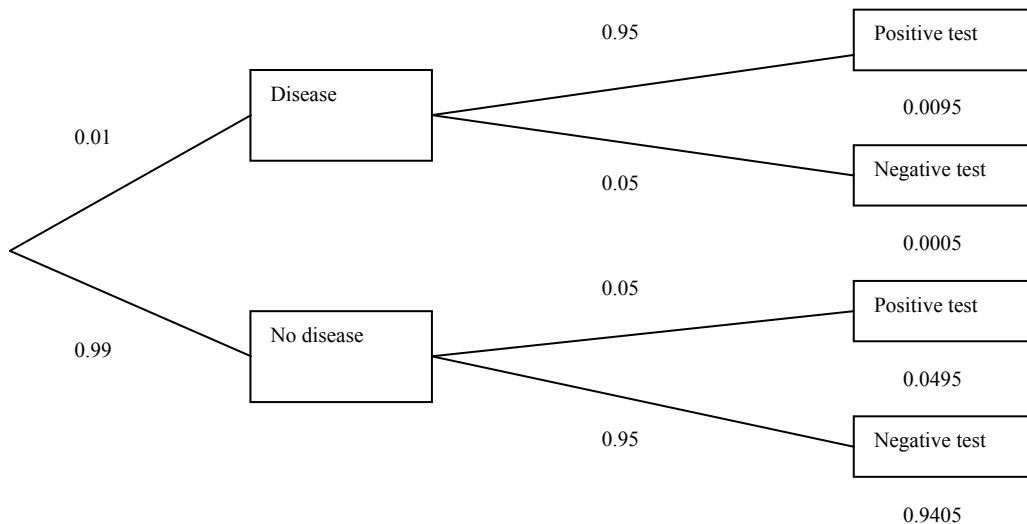 0.95
Positive test
Disease
0.01
0.0095
0.05
Negative test
0.0005
0.05
Positive test
No disease
0.99
0.0495
0.95
Negative test
0.9405